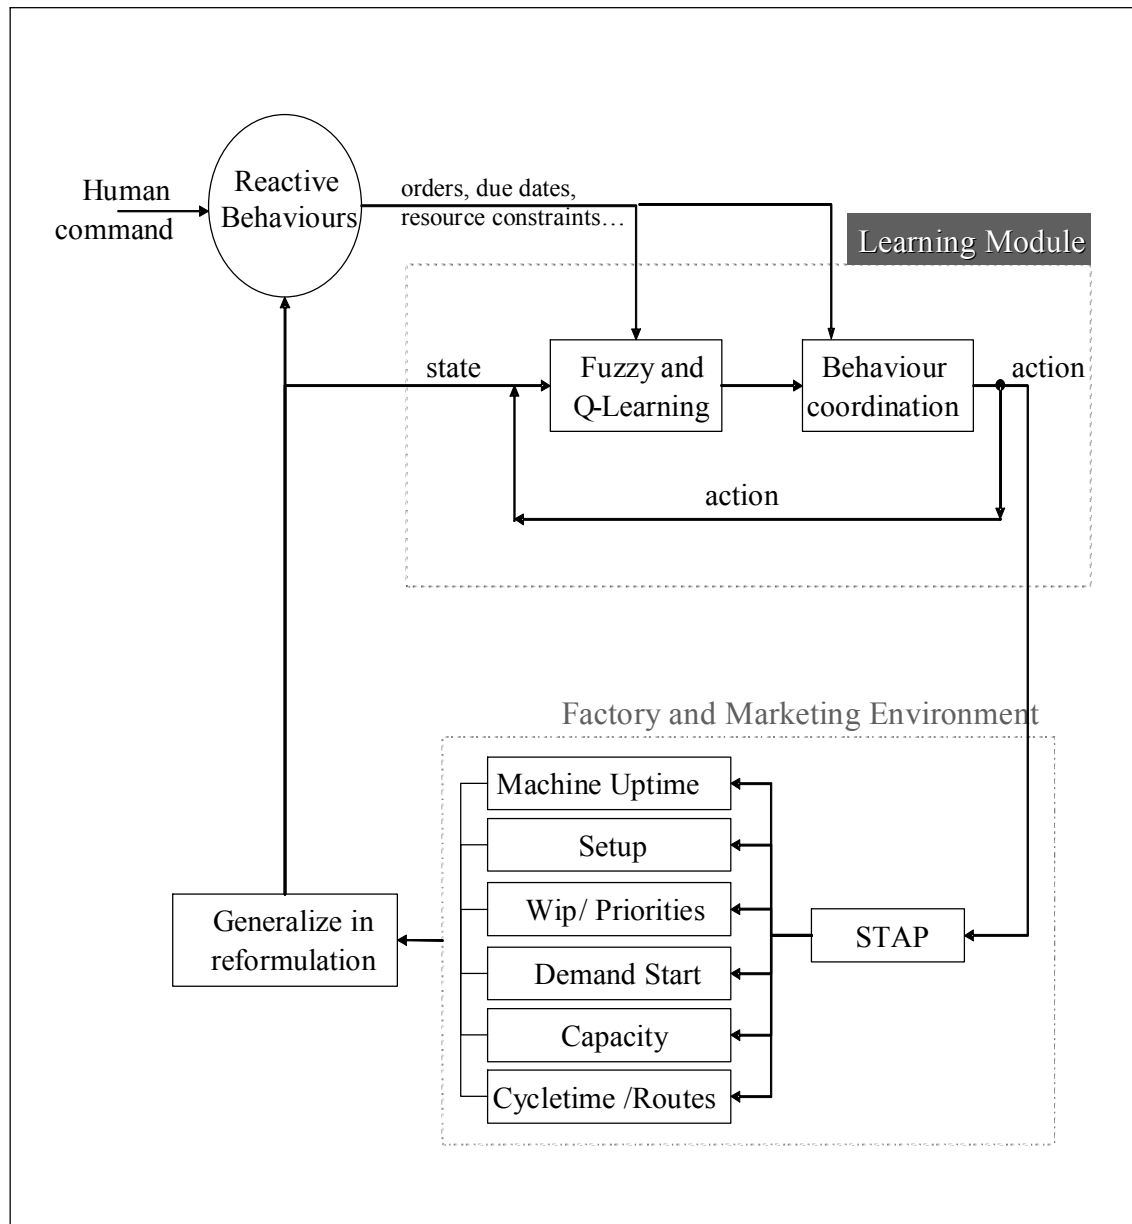 Human
command
Reactive
Behaviours
orders, due dates,
resource constraints…
Learning Module
state
Fuzzy and
Q-Learning
Behaviour
coordination
action
action
Factory and Marketing Environment
Machine Uptime
Setup
Wip/ Priorities
Demand Start
Capacity
Cycletime /Routes
STAP
Generalize in
reformulation